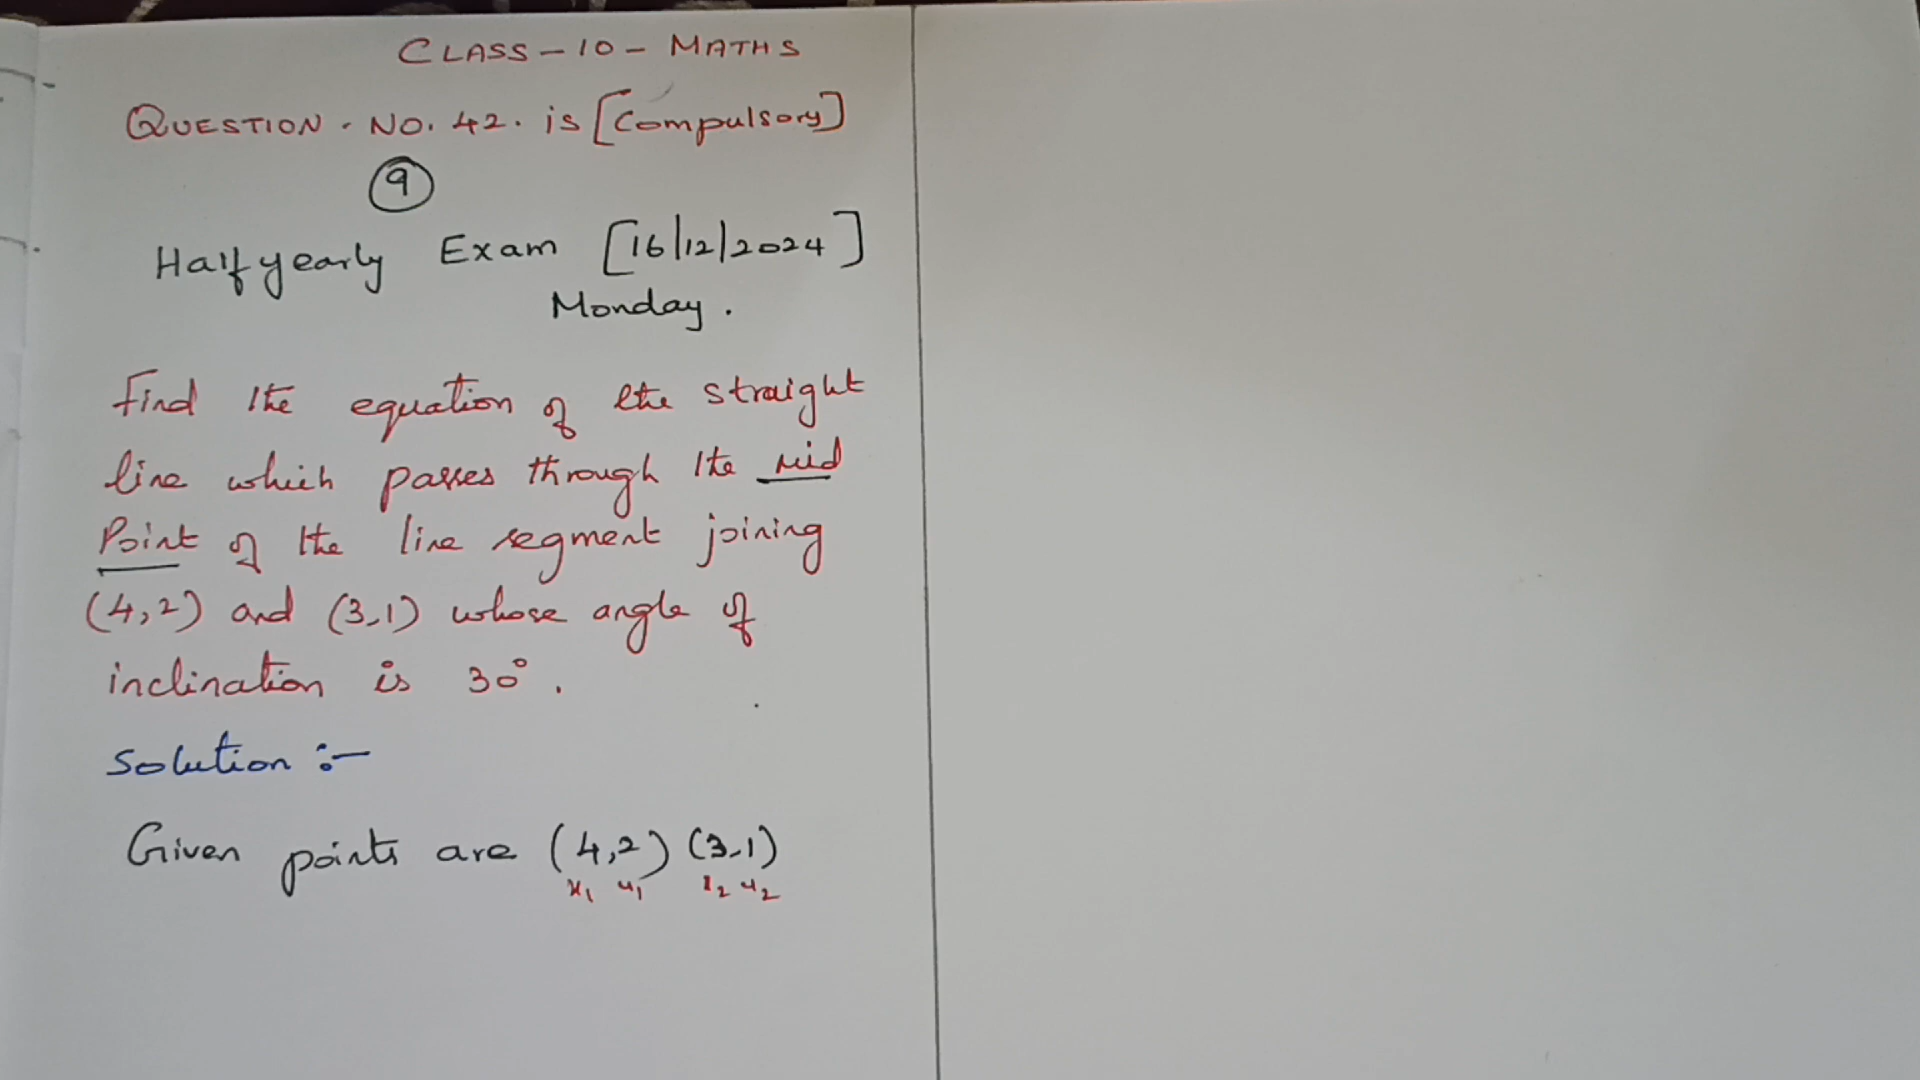 CLASS - 10 - MATHS
QUESTION. NO. 42. is [Compulsory]
9
Half yearly Exam [16/12/2024]
Monday.
Find the equation of the straight
line which passes through the mid
Point of the line segment joining
(4,2) and (3,1) whose angle of
inclination is 30°.
Solution :-
Given points are (4,2) (3,1)
x₁ y₁ x₂ y₂